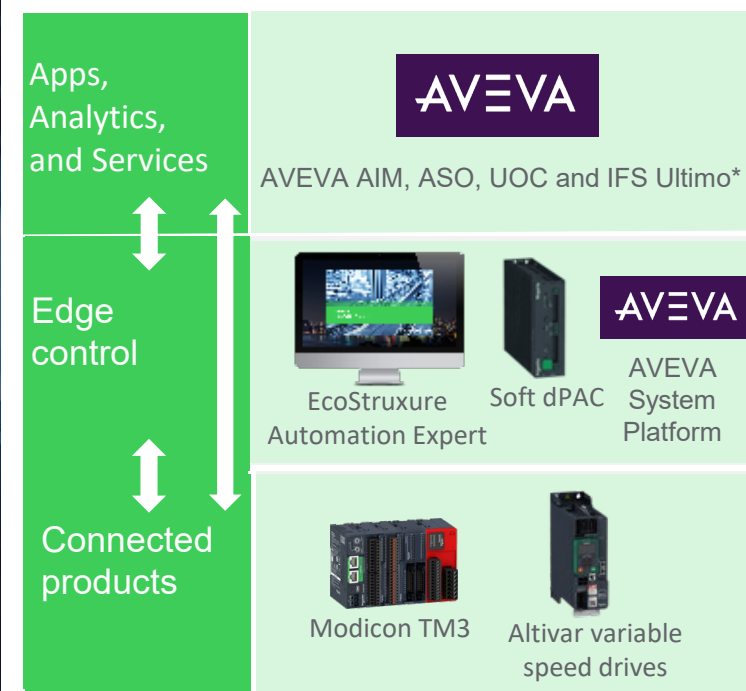 Apps,
Analytics,
and Services
AVEVA
AVEVA AIM, ASO, UOC and IFS Ultimo*
Edge
control
AVEVA
EcoStruxure
Automation Expert
Soft dPAC
AVEVA
System
Platform
Connected
products
Modicon TM3
Altivar variable
speed drives